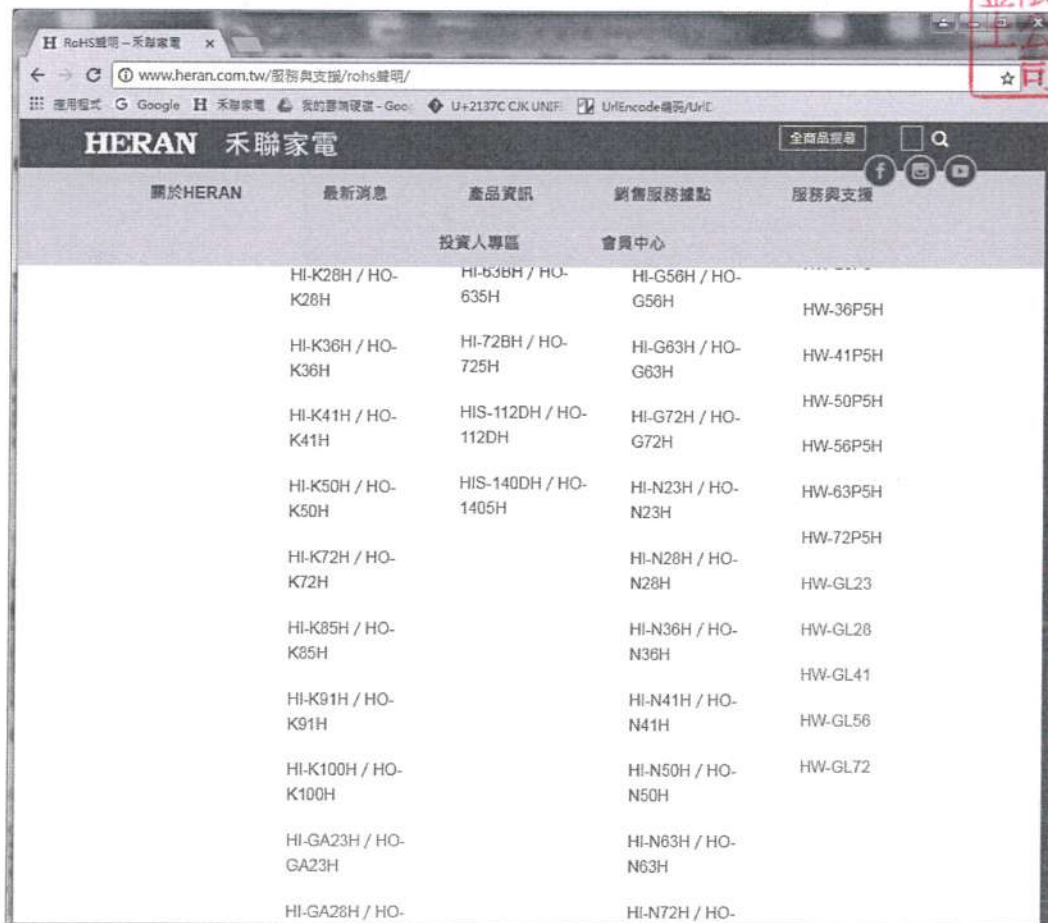 H RoHS聲明 – 禾聯家電
www.heran.com.tw/服務與支援/rohs聲明/
應用程式 G Google H 禾聯家電 我的雲端硬碟 - Goo U+2137C CJK UNIFI UrlEncode編碼/UrlD
HERAN 禾聯家電 全商品搜尋
關於HERAN 最新消息 產品資訊 銷售服務據點 服務與支援
投資人專區 會員中心
HI-K28H / HO-
K28H
HI-K36H / HO-
K36H
HI-K41H / HO-
K41H
HI-K50H / HO-
K50H
HI-K72H / HO-
K72H
HI-K85H / HO-
K85H
HI-K91H / HO-
K91H
HI-K100H / HO-
K100H
HI-GA23H / HO-
GA23H
HI-GA28H / HO-
HI-63BH / HO-
635H
HI-72BH / HO-
725H
HIS-112DH / HO-
112DH
HIS-140DH / HO-
1405H
HI-G56H / HO-
G56H
HI-G63H / HO-
G63H
HI-G72H / HO-
G72H
HI-N23H / HO-
N23H
HI-N28H / HO-
N28H
HI-N36H / HO-
N36H
HI-N41H / HO-
N41H
HI-N50H / HO-
N50H
HI-N63H / HO-
N63H
HI-N72H / HO-
HW-36P5H
HW-41P5H
HW-50P5H
HW-56P5H
HW-63P5H
HW-72P5H
HW-GL23
HW-GL28
HW-GL41
HW-GL56
HW-GL72